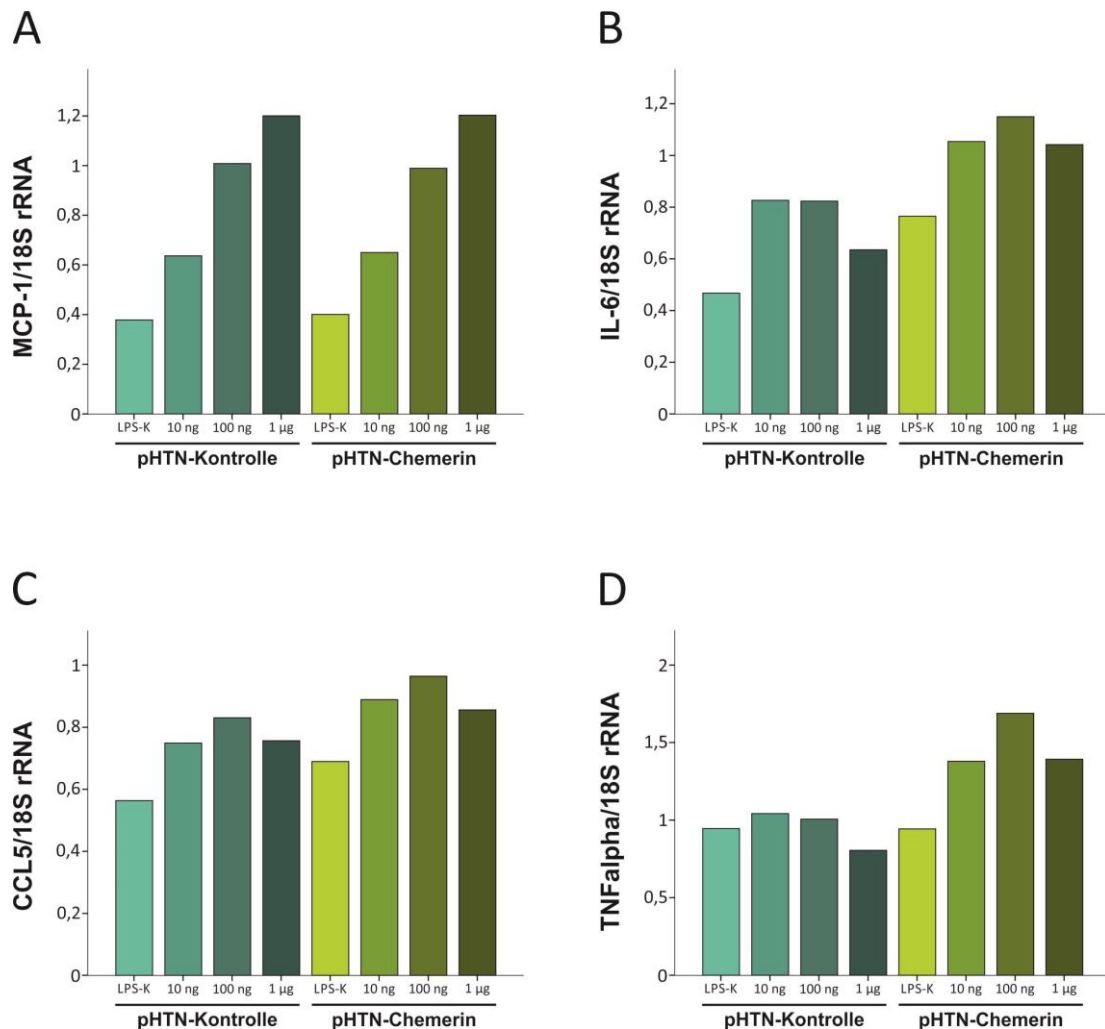 A
MCP-1/18S rRNA
1,2
1
0,8
0,6
0,4
0,2
0
LPS-K 10 ng 100 ng 1 µg LPS-K 10 ng 100 ng 1 µg
pHTN-Kontrolle pHTN-Chemerin
B
IL-6/18S rRNA
1,2
1
0,8
0,6
0,4
0,2
0
LPS-K 10 ng 100 ng 1 µg LPS-K 10 ng 100 ng 1 µg
pHTN-Kontrolle pHTN-Chemerin
C
CCL5/18S rRNA
1
0,8
0,6
0,4
0,2
0
LPS-K 10 ng 100 ng 1 µg LPS-K 10 ng 100 ng 1 µg
pHTN-Kontrolle pHTN-Chemerin
D
TNFalpha/18S rRNA
2
1,5
1
0,5
0
LPS-K 10 ng 100 ng 1 µg LPS-K 10 ng 100 ng 1 µg
pHTN-Kontrolle pHTN-Chemerin